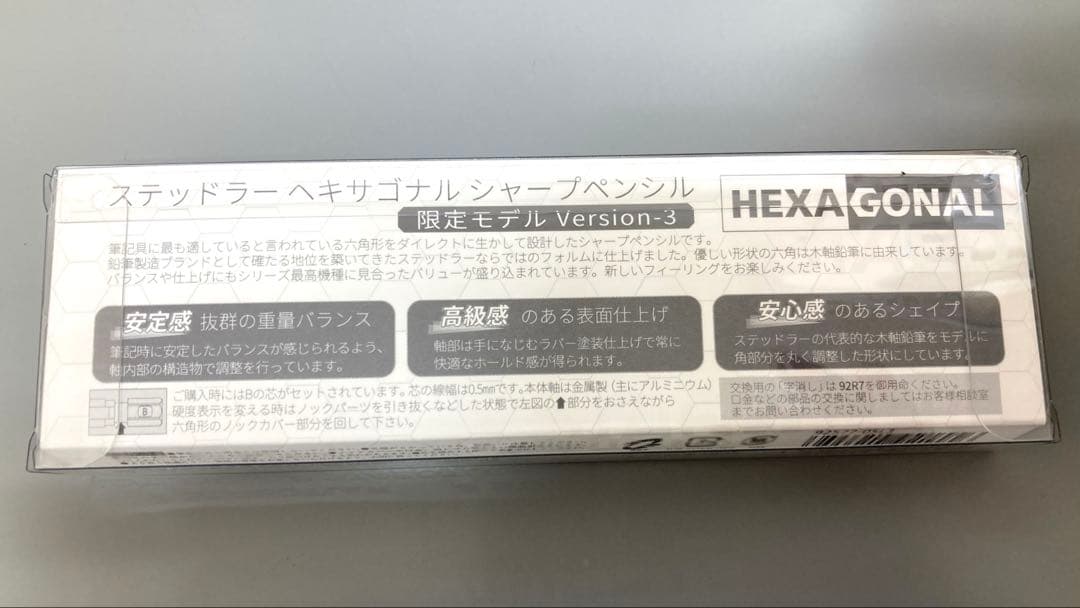 ステッドラー ヘキサゴナル シャープペンシル
限定モデル Version-3
HEXAGONAL
筆記具に最も適していると言われている六角形をダイレクトに生かして設計したシャープペンシルです。
鉛筆製造ブランドとして確たる地位を築いてきたステッドラーならではのフォルムに仕上げました。優しい形状の六角は木軸鉛筆に由来しています。
バランスや仕上げにもシリーズ最高機種に見合ったバリューが盛り込まれています。新しいフィーリングをお楽しみください。
安定感 抜群の重量バランス
筆記時に安定したバランスが感じられるよう、
軸内部の構造物で調整を行っています。
高級感 のある表面仕上げ
軸部は手になじむラバー塗装仕上げで常に
快適なホールド感が得られます。
安心感 のあるシェイプ
ステッドラーの代表的な木軸鉛筆をモデルに
角部分を丸く調整した形状にしています。
B
ご購入時にはBの芯がセットされています。芯の線幅は0.5mmです。本体軸は金属製（主にアルミニウム）
硬度表示を変える時はノックパーツを引き抜くなどした状態で左図の⬆部分をおさえながら
六角形のノックカバー部分を回して下さい。
交換用の「字消し」は92R7を御用命ください。
口金などの部品の交換に関しましてはお客様相談室
までお問い合わせください。